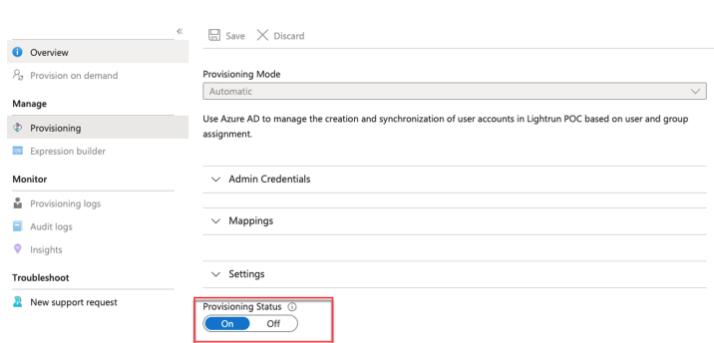 «
Overview
Provision on demand
Manage
Provisioning
Expression builder
Monitor
Provisioning logs
Audit logs
Insights
Troubleshoot
New support request
Save Discard
Provisioning Mode
Automatic
Use Azure AD to manage the creation and synchronization of user accounts in Lightrun POC based on user and group
assignment.
Admin Credentials
Mappings
Settings
Provisioning Status
On Off